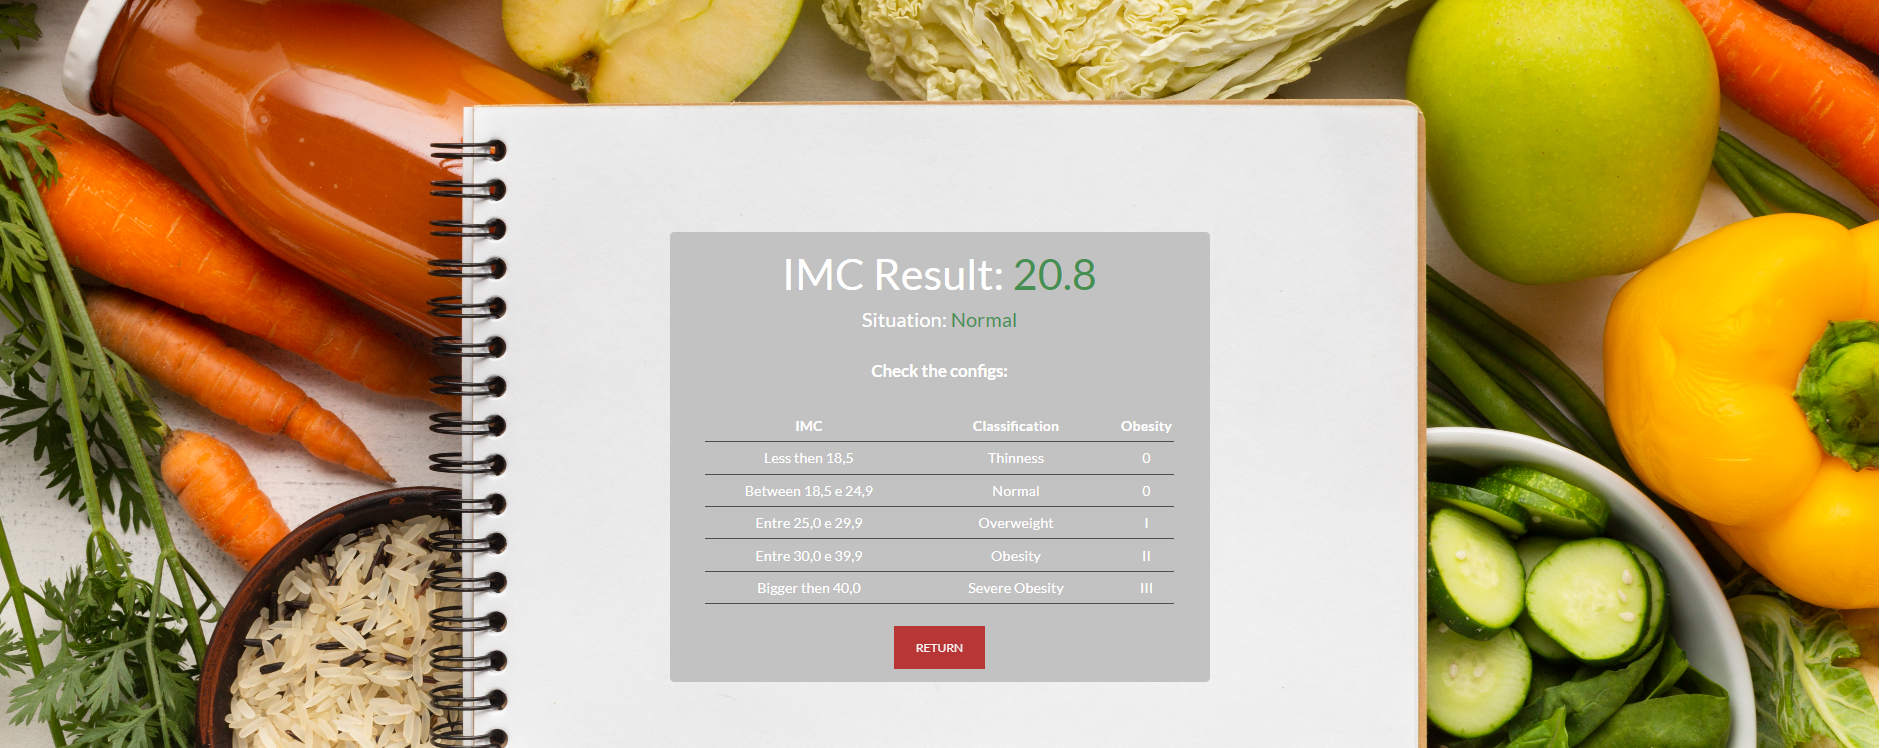 IMC Result: 20.8
Situation: Normal
Check the configs:
IMC Classification Obesity
Less then 18,5 Thinness 0
Between 18,5 e 24,9 Normal 0
Entre 25,0 e 29,9 Overweight I
Entre 30,0 e 39,9 Obesity II
Bigger then 40,0 Severe Obesity III
RETURN